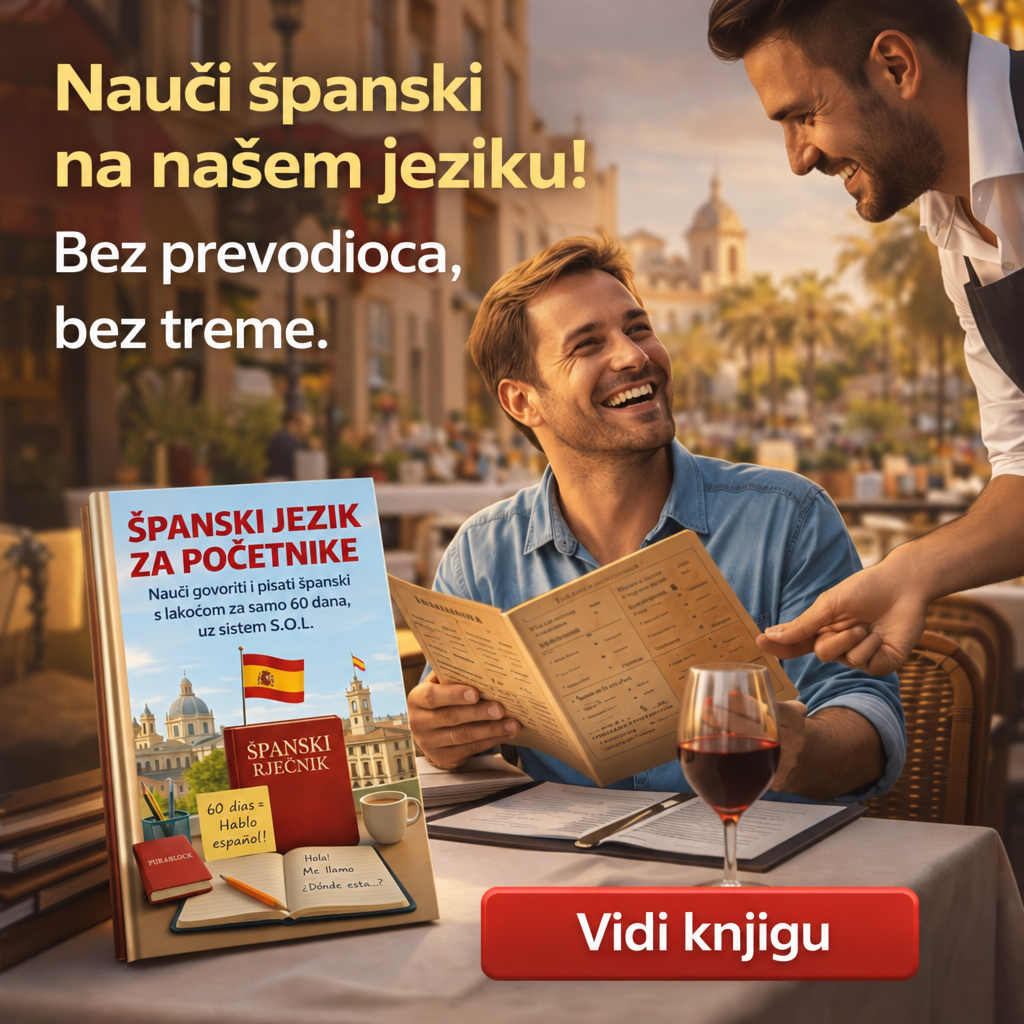 Nauči španski
na našem jeziku!
Bez prevodioca,
bez treme.
ŠPANSKI JEZIK
ZA POČETNIKE
Nauči govoriti i pisati španski
s lakoćom za samo 60 dana,
uz sistem S.O.L.
ŠPANSKI
RJEČNIK
60 dias =
Hablo
español!
PURABLOCK
Hola!
Me llamo
¿Dónde esta...?
Vidi knjigu